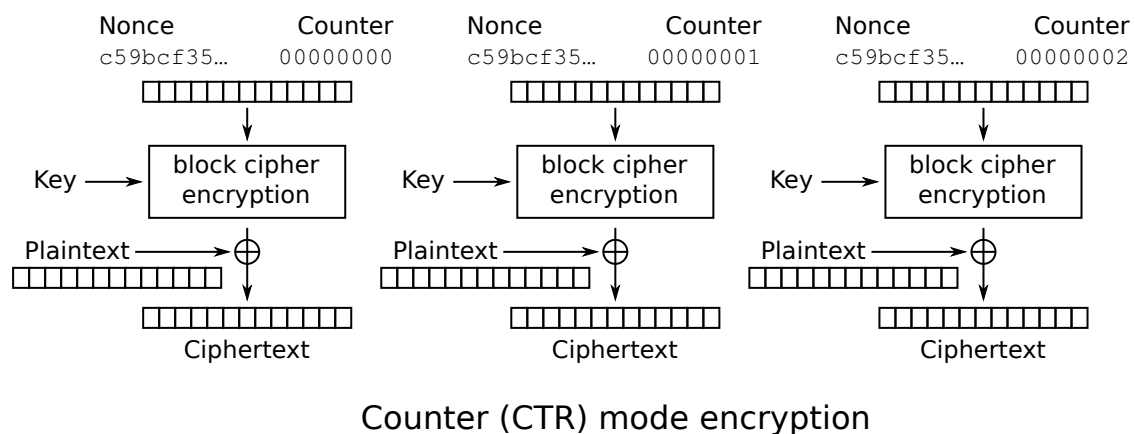 Nonce Counter Nonce Counter Nonce Counter
c59bcf35… 00000000 c59bcf35… 00000001 c59bcf35… 00000002
block cipher block cipher block cipher
Key Key Key
encryption encryption encryption
Plaintext Plaintext Plaintext
Ciphertext Ciphertext Ciphertext
Counter (CTR) mode encryption